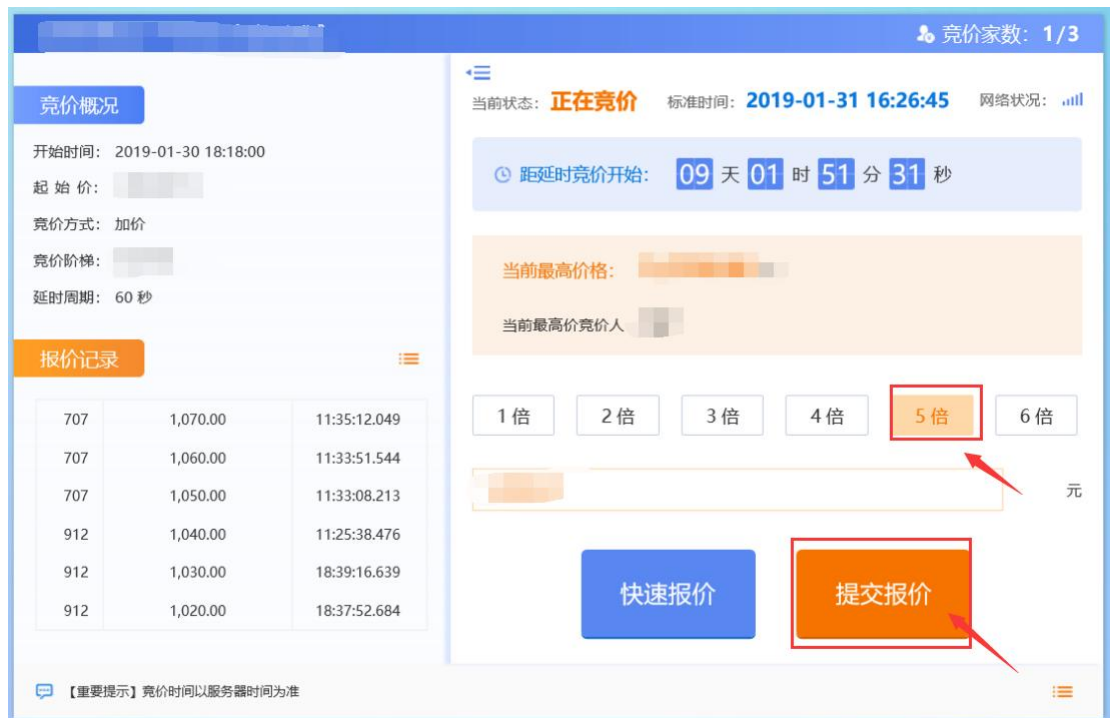 竞价家数：1/3
竞价概况
开始时间：2019-01-30 18:18:00
起 始 价：
竞价方式：加价
竞价阶梯：
延时周期：60 秒
报价记录
707 1,070.00 11:35:12.049
707 1,060.00 11:33:51.544
707 1,050.00 11:33:08.213
912 1,040.00 11:25:38.476
912 1,030.00 18:39:16.639
912 1,020.00 18:37:52.684
当前状态：正在竞价 标准时间：2019-01-31 16:26:45 网络状况：
距延时竞价开始：09 天 01 时 51 分 31 秒
当前最高价格：
当前最高价竞价人
1 倍 2 倍 3 倍 4 倍 5 倍 6 倍
元
快速报价 提交报价
【重要提示】竞价时间以服务器时间为准